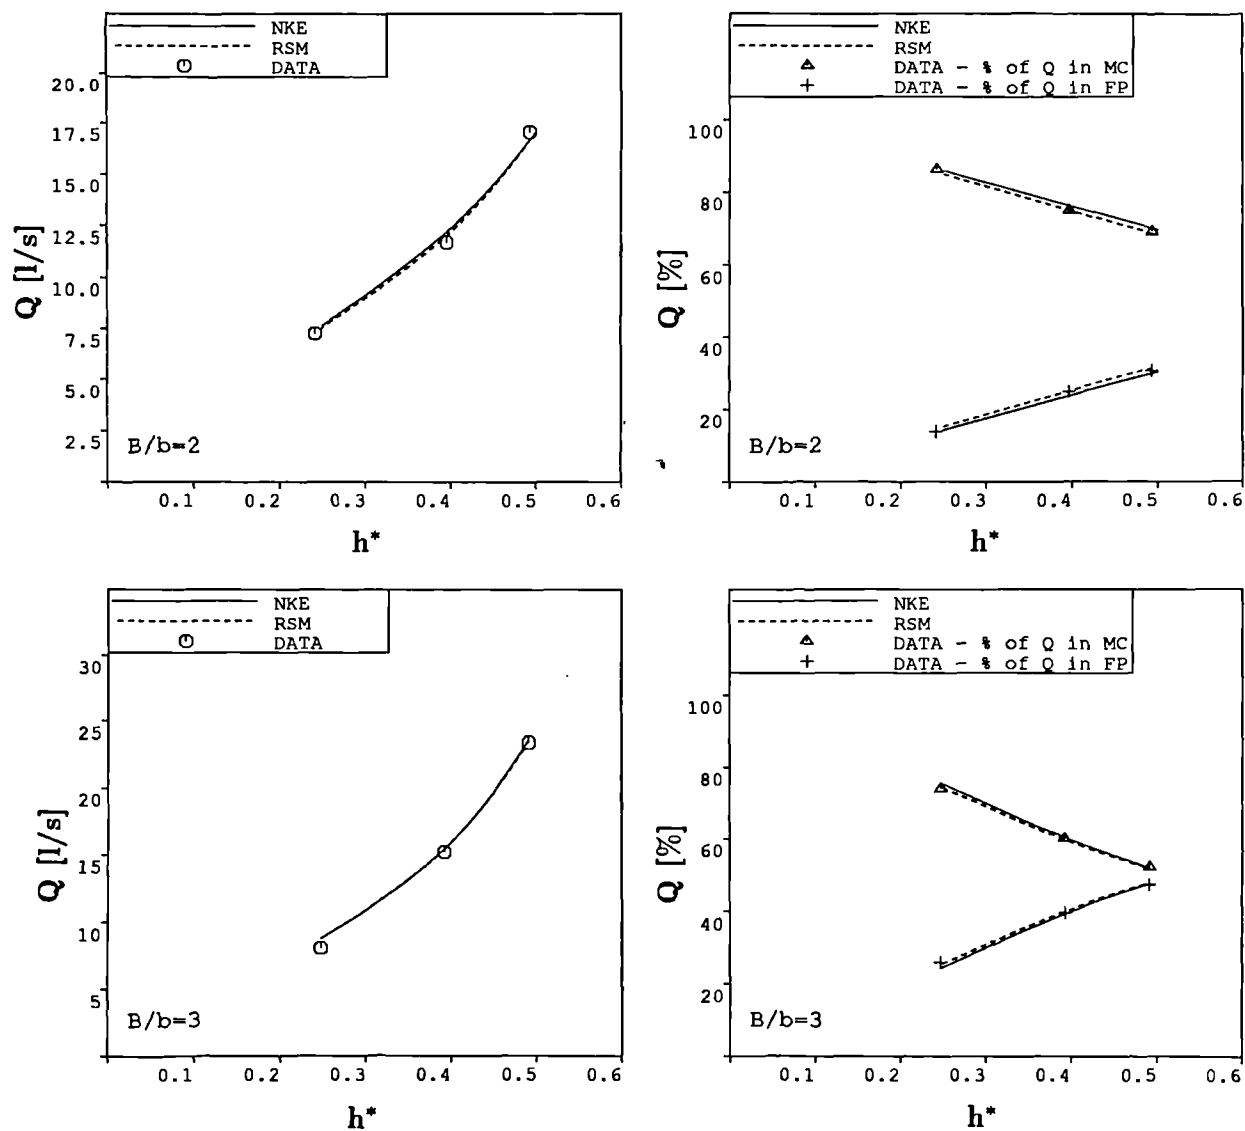 NKE
RSM
DATA
20.0
17.5
15.0
12.5
10.0
7.5
5.0
2.5
Q [l/s]
B/b=2
0.1 0.2 0.3 0.4 0.5 0.6
h*
NKE
RSM
DATA - % of Q in MC
DATA - % of Q in FP
100
80
60
40
20
Q [%]
B/b=2
0.1 0.2 0.3 0.4 0.5 0.6
h*
NKE
RSM
DATA
30
25
20
15
10
5
Q [l/s]
B/b=3
0.1 0.2 0.3 0.4 0.5 0.6
h*
NKE
RSM
DATA - % of Q in MC
DATA - % of Q in FP
100
80
60
40
20
Q [%]
B/b=3
0.1 0.2 0.3 0.4 0.5 0.6
h*